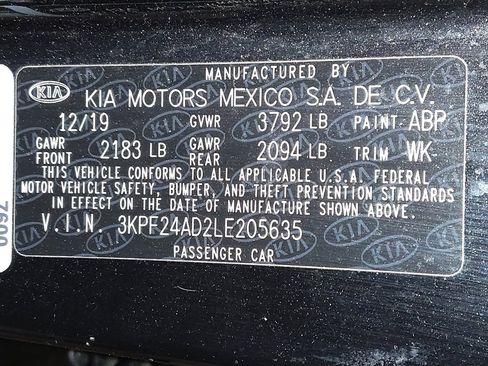 MANUFACTURED BY
KIA KIA MOTORS MEXICO S.A. DE C.V.
12/19 GVWR 3792 LB PAINT ABP
GAWR FRONT 2183 LB GAWR REAR 2094 LB TRIM WK
THIS VEHICLE CONFORMS TO ALL APPLICABLE U.S.A. FEDERAL
MOTOR VEHICLE SAFETY, BUMPER, AND THEFT PREVENTION STANDARDS
IN EFFECT ON THE DATE OF MANUFACTURE SHOWN ABOVE.
V.I.N. 3KPF24AD2LE205635
PASSENGER CAR